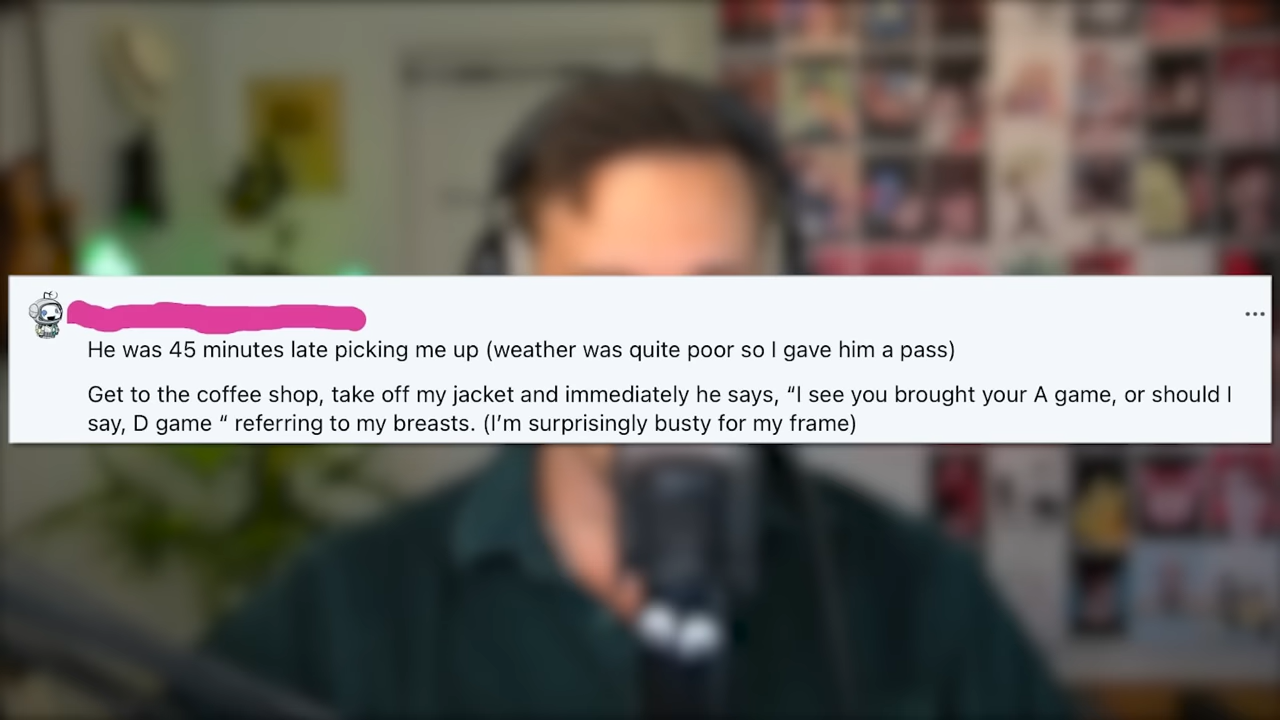 He was 45 minutes late picking me up (weather was quite poor so I gave him a pass)
Get to the coffee shop, take off my jacket and immediately he says, “I see you brought your A game, or should I
say, D game “ referring to my breasts. (I’m surprisingly busty for my frame)